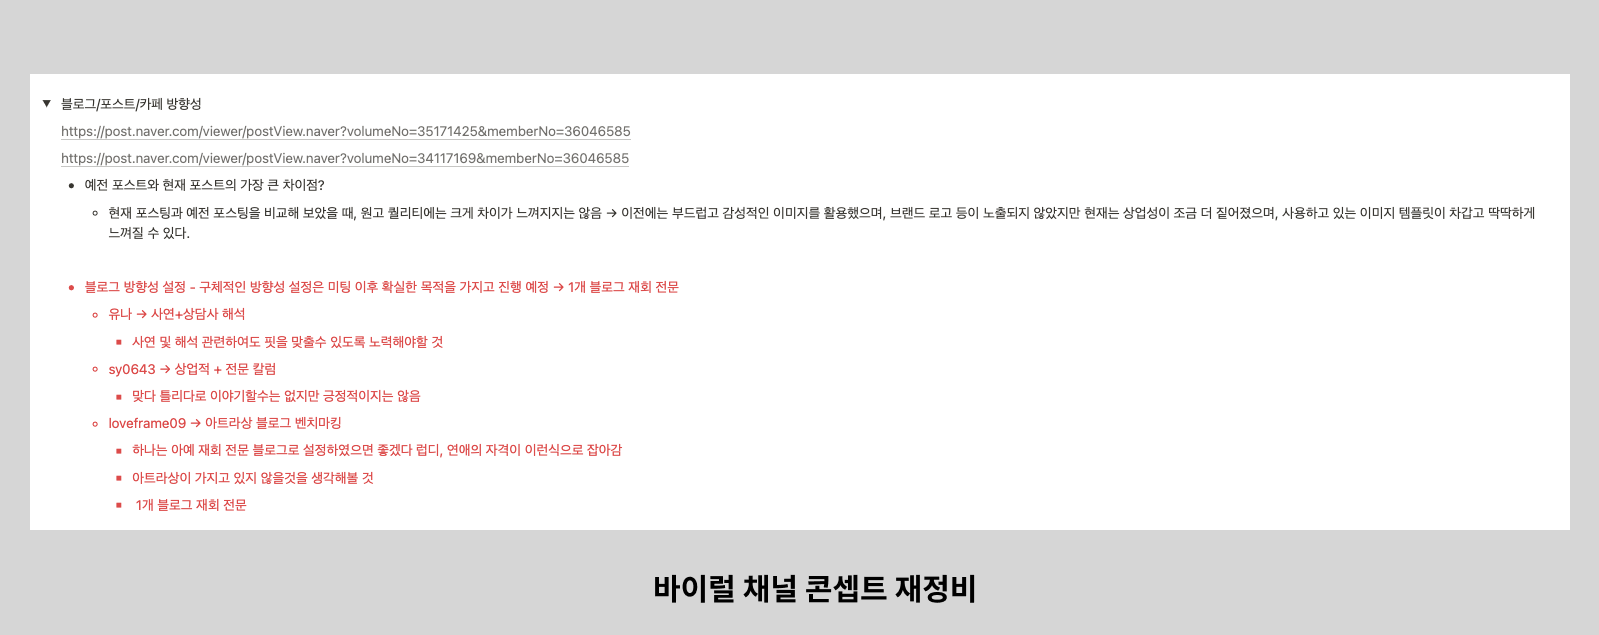 블로그/포스트/카페 방향성
https://post.naver.com/viewer/postView.naver?volumeNo=35171425&memberNo=36046585
https://post.naver.com/viewer/postView.naver?volumeNo=34117169&memberNo=36046585
예전 포스트와 현재 포스트의 가장 큰 차이점?
현재 포스팅과 예전 포스팅을 비교해 보았을 때, 원고 퀄리티에는 크게 차이가 느껴지지는 않음 → 이전에는 부드럽고 감성적인 이미지를 활용했으며, 브랜드 로고 등이 노출되지 않았지만 현재는 상업성이 조금 더 짙어졌으며, 사용하고 있는 이미지 템플릿이 차갑고 딱딱하게
느껴질 수 있다.
블로그 방향성 설정 - 구체적인 방향성 설정은 미팅 이후 확실한 목적을 가지고 진행 예정 → 1개 블로그 재회 전문
유나 → 사연+상담사 해석
사연 및 해석 관련하여도 핏을 맞출수 있도록 노력해야할 것
sy0643 → 상업적 + 전문 칼럼
맞다 틀리다로 이야기할수는 없지만 긍정적이지는 않음
loveframe09 → 아트라상 블로그 벤치마킹
하나는 아예 재회 전문 블로그로 설정하였으면 좋겠다 럽디, 연애의 자격이 이런식으로 잡아감
아트라상이 가지고 있지 않을것을 생각해볼 것
1개 블로그 재회 전문
바이럴 채널 콘셉트 재정비